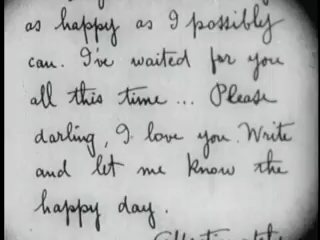 as happy as I possibly
can. I've waited for you
all this time... Please
darling, I love you. Write
and let me know the
happy day.